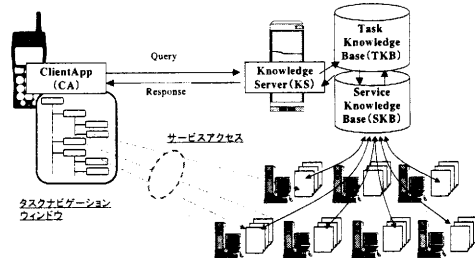 Query
Response
ClientApp
(CA)
Knowledge
Server(KS)
Task
Knowledge
Base(TKB)
Service
Knowledge
Base(SKB)
サービスアクセス
タスクナビゲーション
ウィンドウ